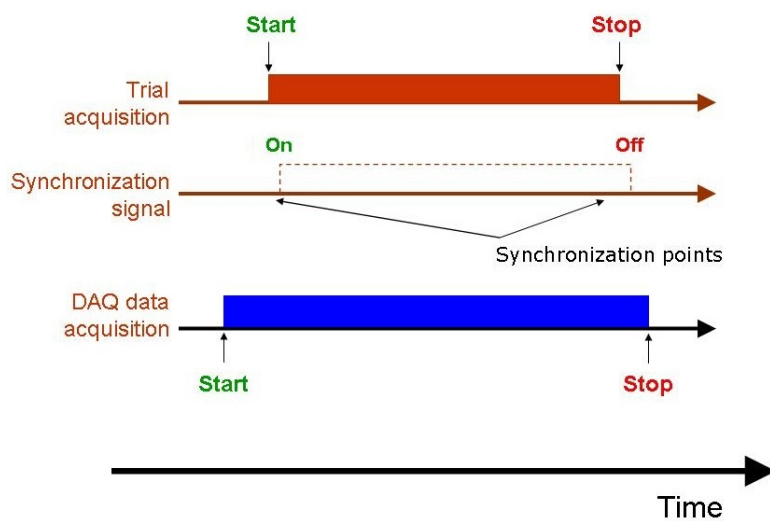 Start
Stop
Trial
acquisition
On
Off
Synchronization
signal
Synchronization points
DAQ data
acquisition
Start
Stop
Time